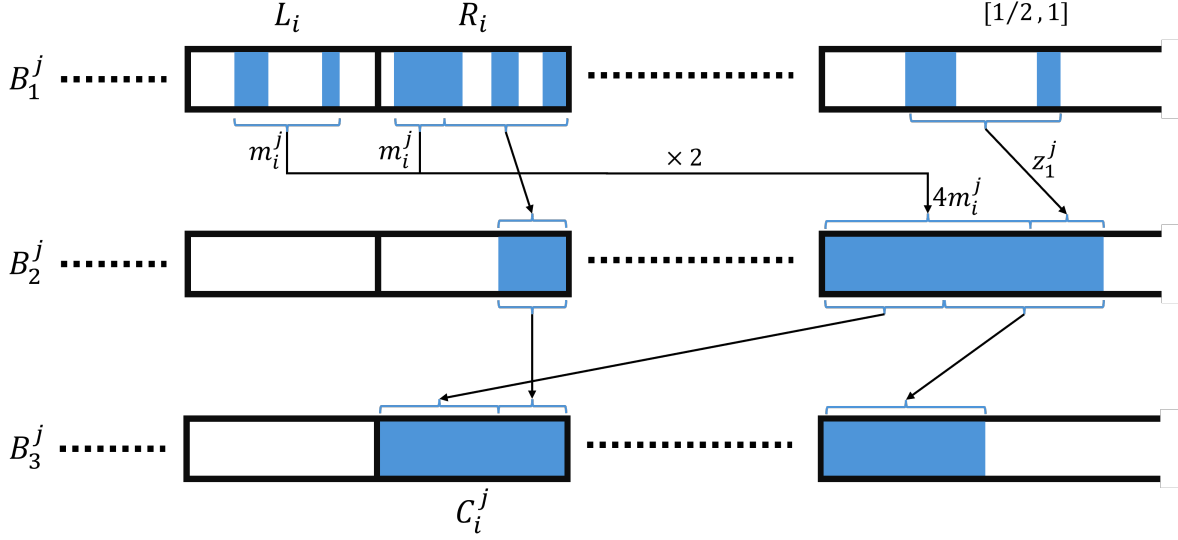 L_i R_i [1/2, 1]
B_1^j
m_i^j m_i^j × 2 z_1^j
4m_i^j
B_2^j
B_3^j
C_i^j